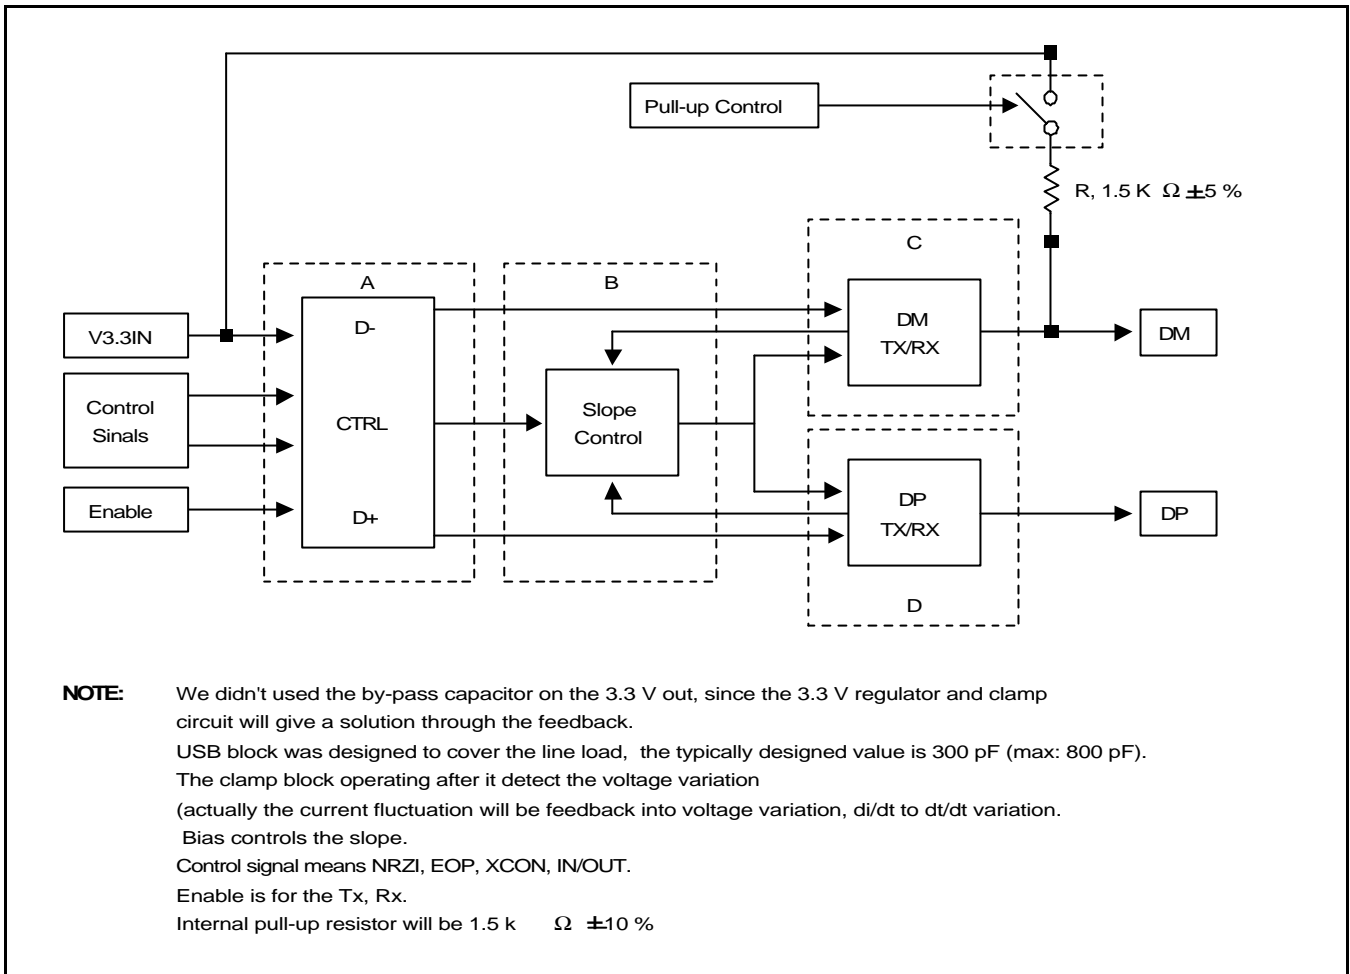 Pull-up Control
R, 1.5 K Ω ±5 %
A
B
C
V3.3IN
D-
DM
TX/RX
DM
Control
Sinals
CTRL
Slope
Control
Enable
D+
DP
TX/RX
DP
D
NOTE: We didn't used the by-pass capacitor on the 3.3 V out, since the 3.3 V regulator and clamp
circuit will give a solution through the feedback.
USB block was designed to cover the line load, the typically designed value is 300 pF (max: 800 pF).
The clamp block operating after it detect the voltage variation
(actually the current fluctuation will be feedback into voltage variation, di/dt to dt/dt variation.
Bias controls the slope.
Control signal means NRZI, EOP, XCON, IN/OUT.
Enable is for the Tx, Rx.
Internal pull-up resistor will be 1.5 k Ω ±10 %